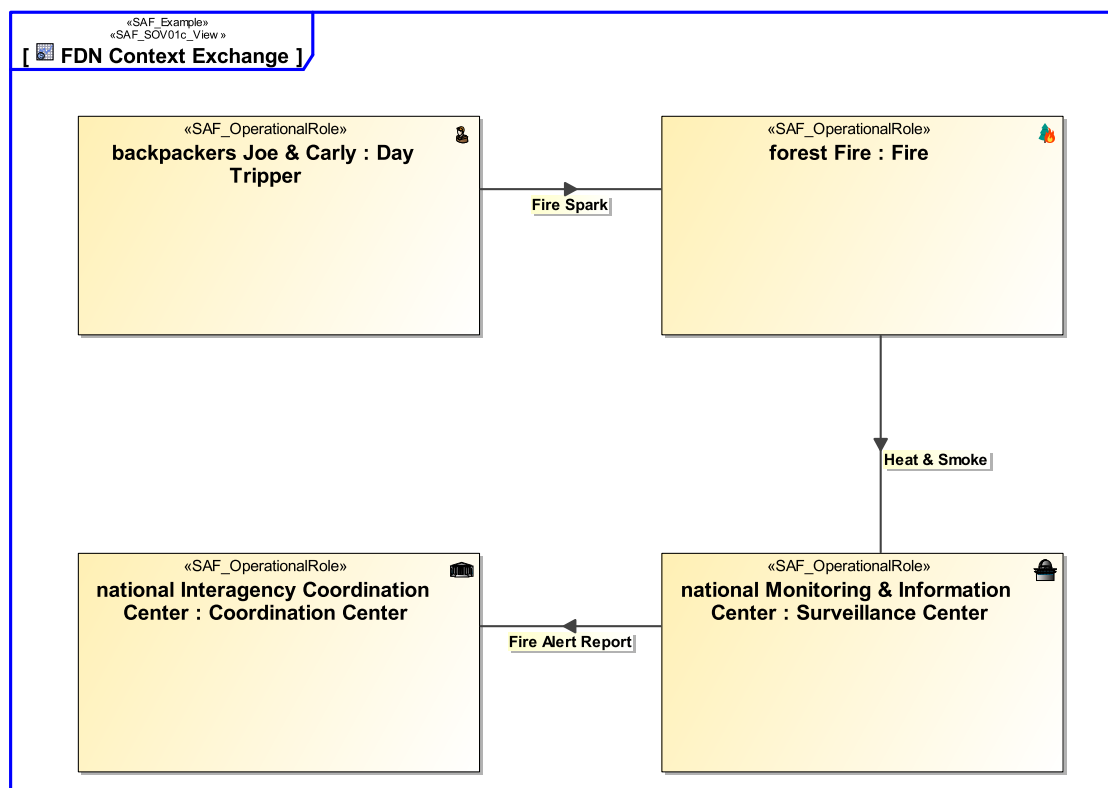 «SAF_Example»
«SAF_SOV01c_View »
[ FDN Context Exchange ]
«SAF_OperationalRole»
backpackers Joe & Carly : Day
Tripper
«SAF_OperationalRole»
forest Fire : Fire
Fire Spark
Heat & Smoke
«SAF_OperationalRole»
national Interagency Coordination
Center : Coordination Center
«SAF_OperationalRole»
national Monitoring & Information
Center : Surveillance Center
Fire Alert Report